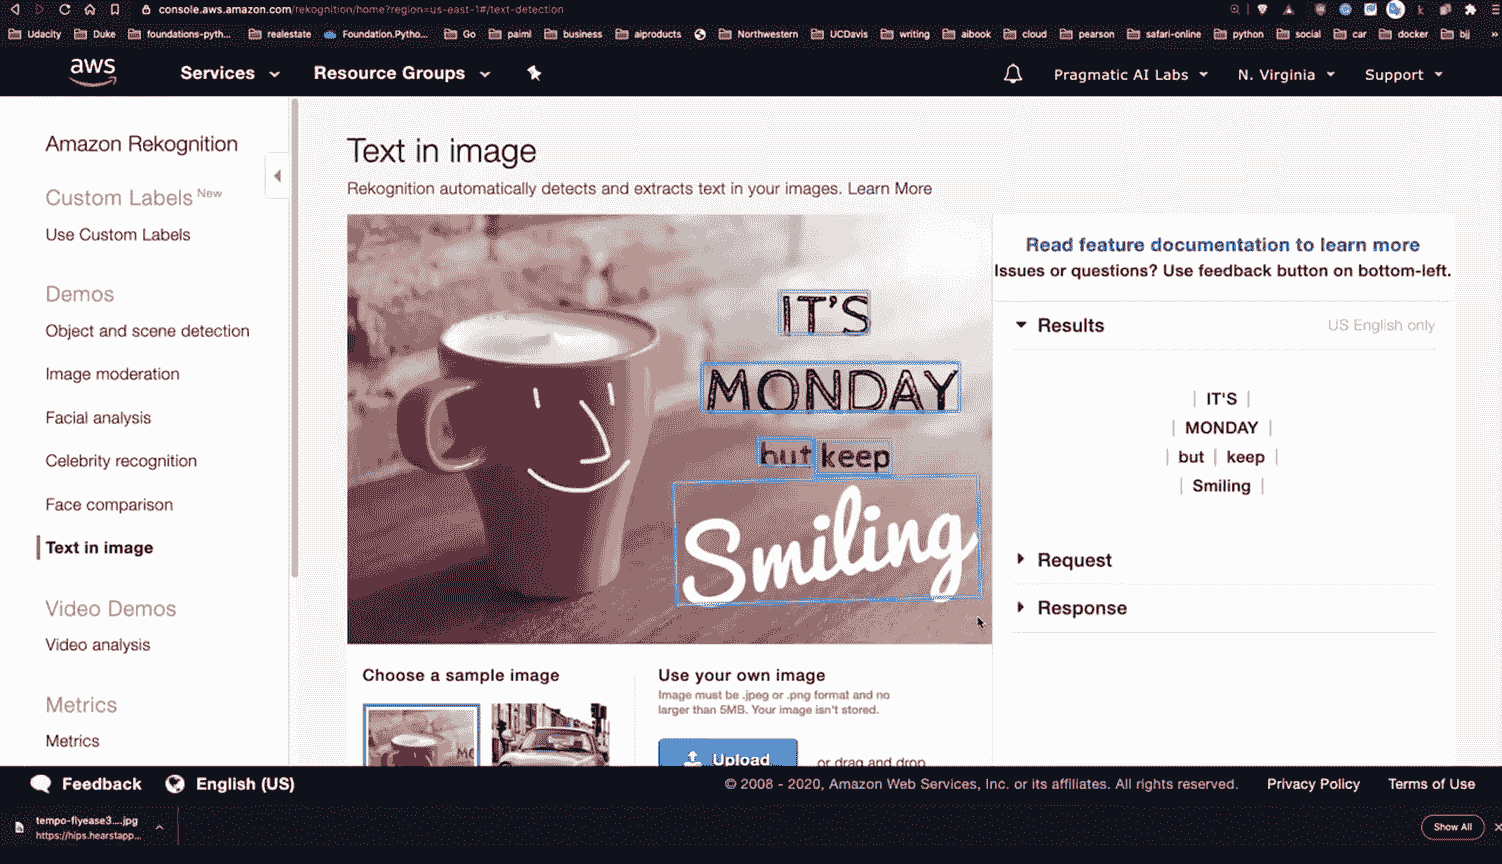 console.aws.amazon.com/rekognition/home?region=us-east-1#/text-detection
Udacity Duke foundations-pyth... realestate Foundation.Pytho... Go paiml business aiproducts Northwestern UCDavis writing aibook cloud pearson safari-online python social car docker bjj »
aws Services Resource Groups Pragmatic AI Labs N. Virginia Support
Amazon Rekognition
Custom Labels New
Use Custom Labels
Demos
Object and scene detection
Image moderation
Facial analysis
Celebrity recognition
Face comparison
Text in image
Video Demos
Video analysis
Metrics
Metrics
Text in image
Rekognition automatically detects and extracts text in your images. Learn More
IT'S
MONDAY
but keep
Smiling
Choose a sample image
Use your own image
Image must be .jpeg or .png format and no
larger than 5MB. Your image isn't stored.
Upload or drag and drop
Read feature documentation to learn more
Issues or questions? Use feedback button on bottom-left.
Results US English only
| IT'S |
| MONDAY |
| but | keep |
| Smiling |
Request
Response
Feedback English (US) © 2008 - 2020, Amazon Web Services, Inc. or its affiliates. All rights reserved. Privacy Policy Terms of Use
tempo-flyease3....jpg
https://hips.hearstapp...
Show All